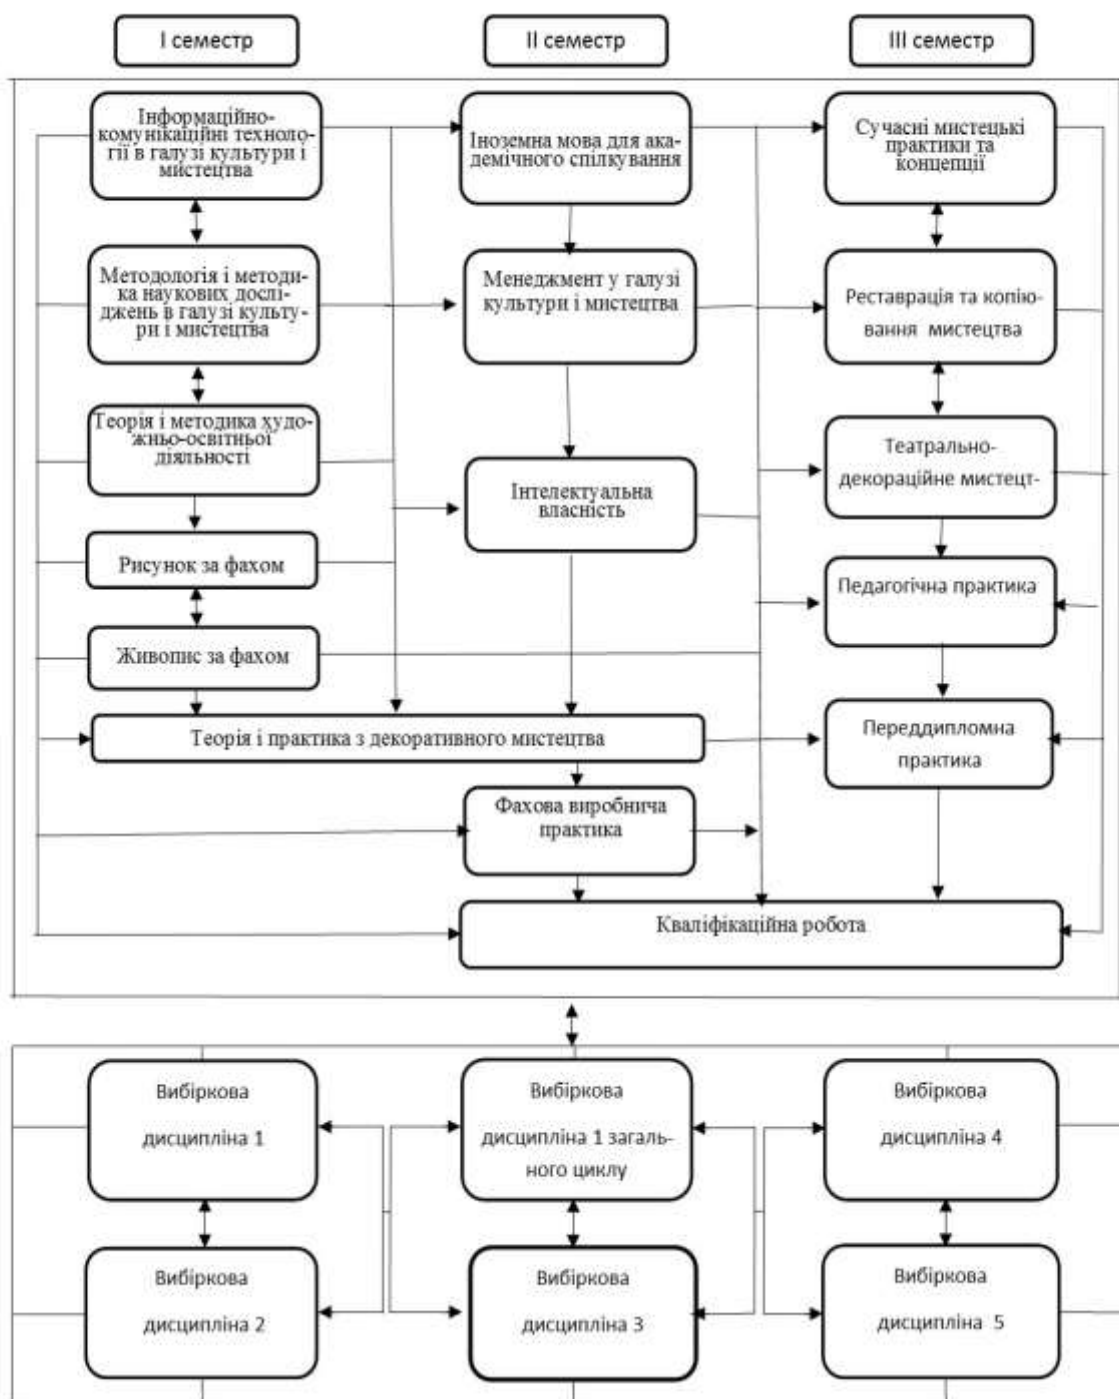 І семестр
ІІ семестр
ІІІ семестр
Інформаційно-
комунікаційні техноло-
гії в галузі культури і
мистецтва
Іноземна мова для ака-
демічного спілкування
Сучасні мистецькі
практики та
концепції
Методологія і методи-
ка наукових дослі-
джень в галузі культу-
ри і мистецтва
Менеджмент у галузі
культури і мистецтва
Реставрація та копію-
вання мистецтва
Теорія і методика худо-
жньо-освітньої
діяльності
Інтелектуальна
власність
Театрально-
декораційне мистецт-
Рисунок за фахом
Педагогічна практика
Живопис за фахом
Теорія і практика з декоративного мистецтва
Переддипломна
практика
Фахова виробнича
практика
Кваліфікаційна робота
Вибіркова
дисципліна 1
Вибіркова
дисципліна 1 загаль-
ного циклу
Вибіркова
дисципліна 4
Вибіркова
дисципліна 2
Вибіркова
дисципліна 3
Вибіркова
дисципліна 5